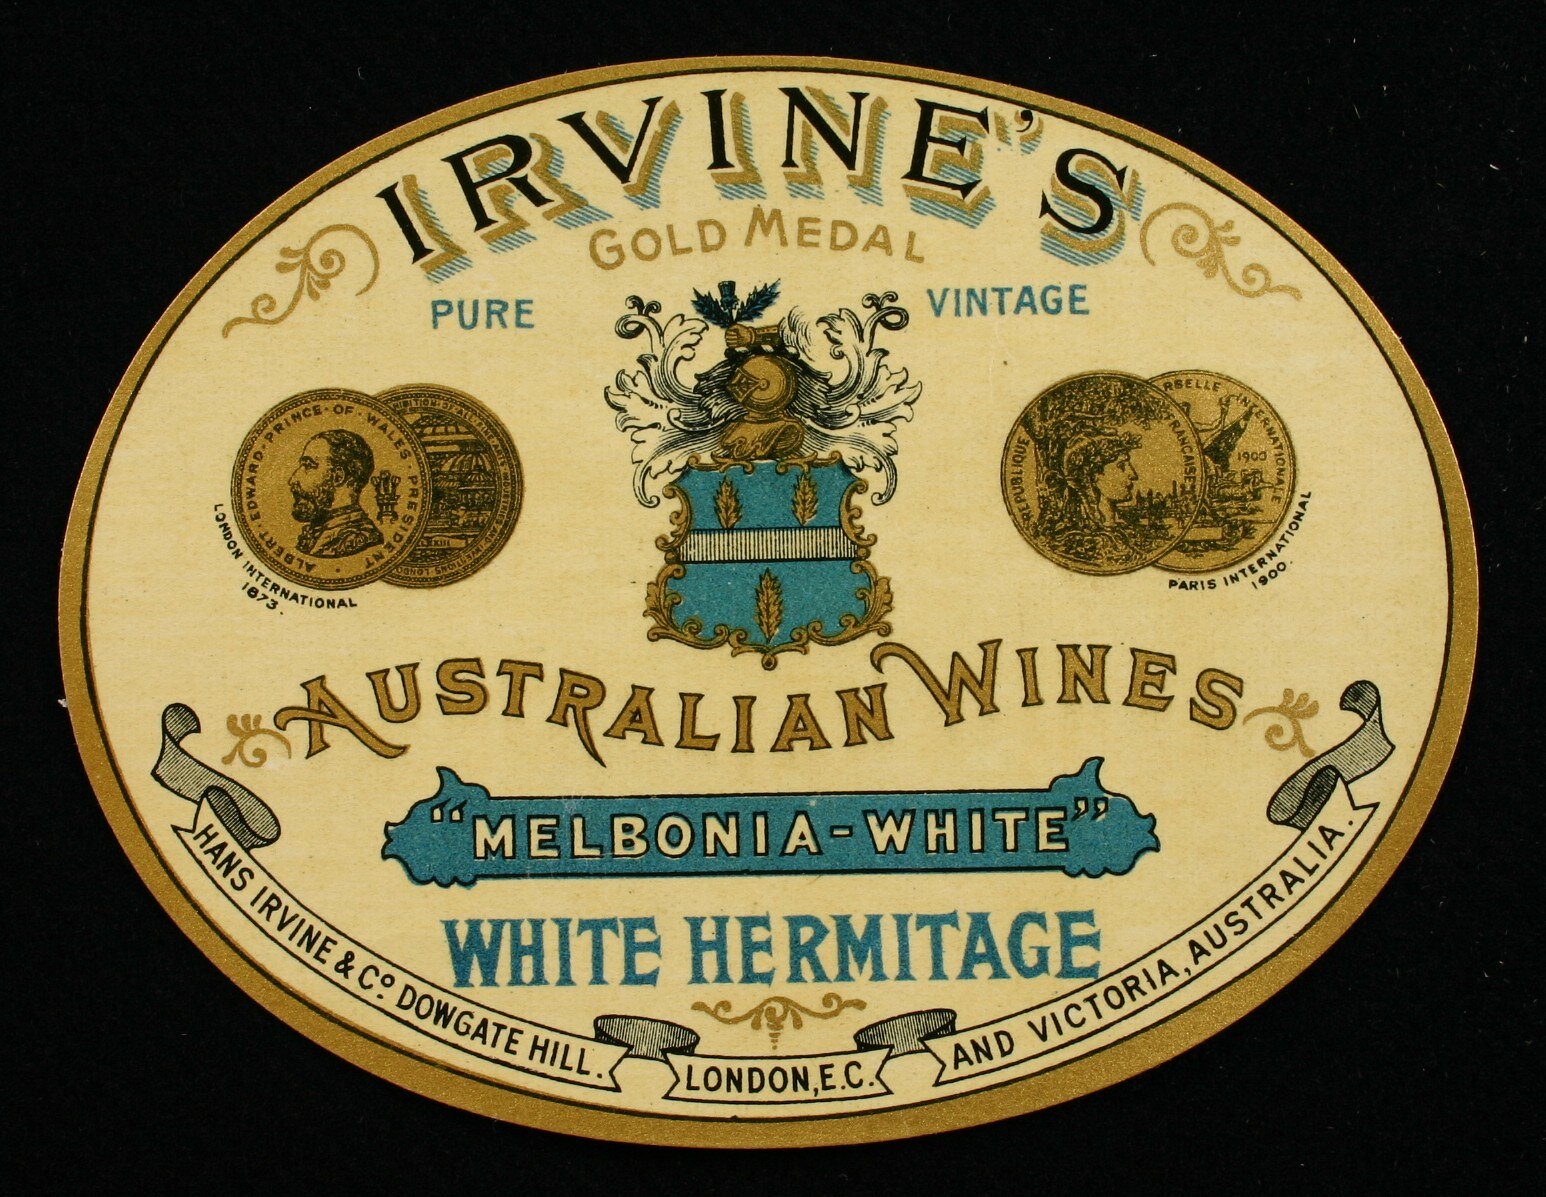 IRVINE'S
GOLD MEDAL
PURE VINTAGE
ALBERT·EDWARD·PRINCE·OF·WALES·PRESIDENT
LONDON INTERNATIONAL
1873.
REPUBLIQUE FRANCAISE
INTERNATIONALE
1900
PARIS INTERNATIONAL
1900.
AUSTRALIAN WINES
"MELBONIA-WHITE"
WHITE HERMITAGE
HANS IRVINE & Co. DOWGATE HILL.
LONDON, E.C.
AND VICTORIA, AUSTRALIA.